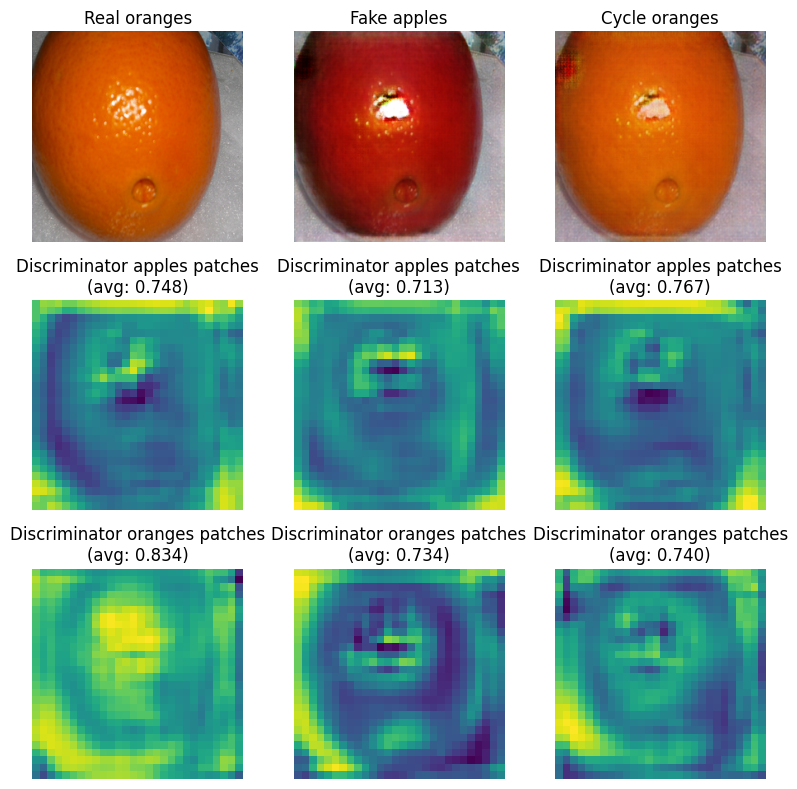 Real oranges
Fake apples
Cycle oranges
Discriminator apples patches
(avg: 0.748)
Discriminator apples patches
(avg: 0.713)
Discriminator apples patches
(avg: 0.767)
Discriminator oranges patches
(avg: 0.834)
Discriminator oranges patches
(avg: 0.734)
Discriminator oranges patches
(avg: 0.740)